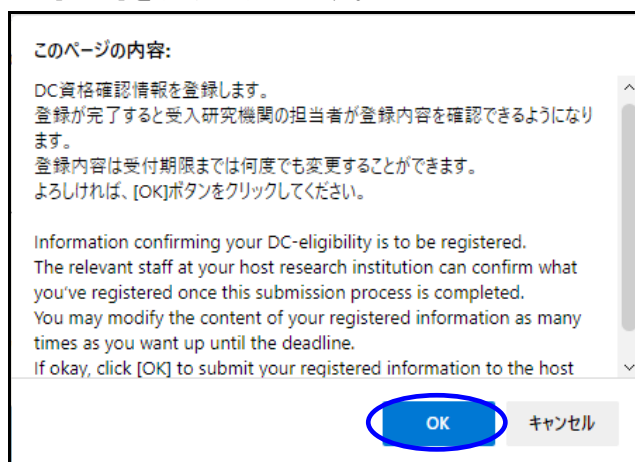 このページの内容:
DC資格確認情報を登録します。
登録が完了すると受入研究機関の担当者が登録内容を確認できるようになり
ます。
登録内容は受付期限までは何度でも変更することができます。
よろしければ、[OK]ボタンをクリックしてください。
Information confirming your DC-eligibility is to be registered.
The relevant staff at your host research institution can confirm what
you've registered once this submission process is completed.
You may modify the content of your registered information as many
times as you want up until the deadline.
If okay, click [OK] to submit your registered information to the host
OK
キャンセル